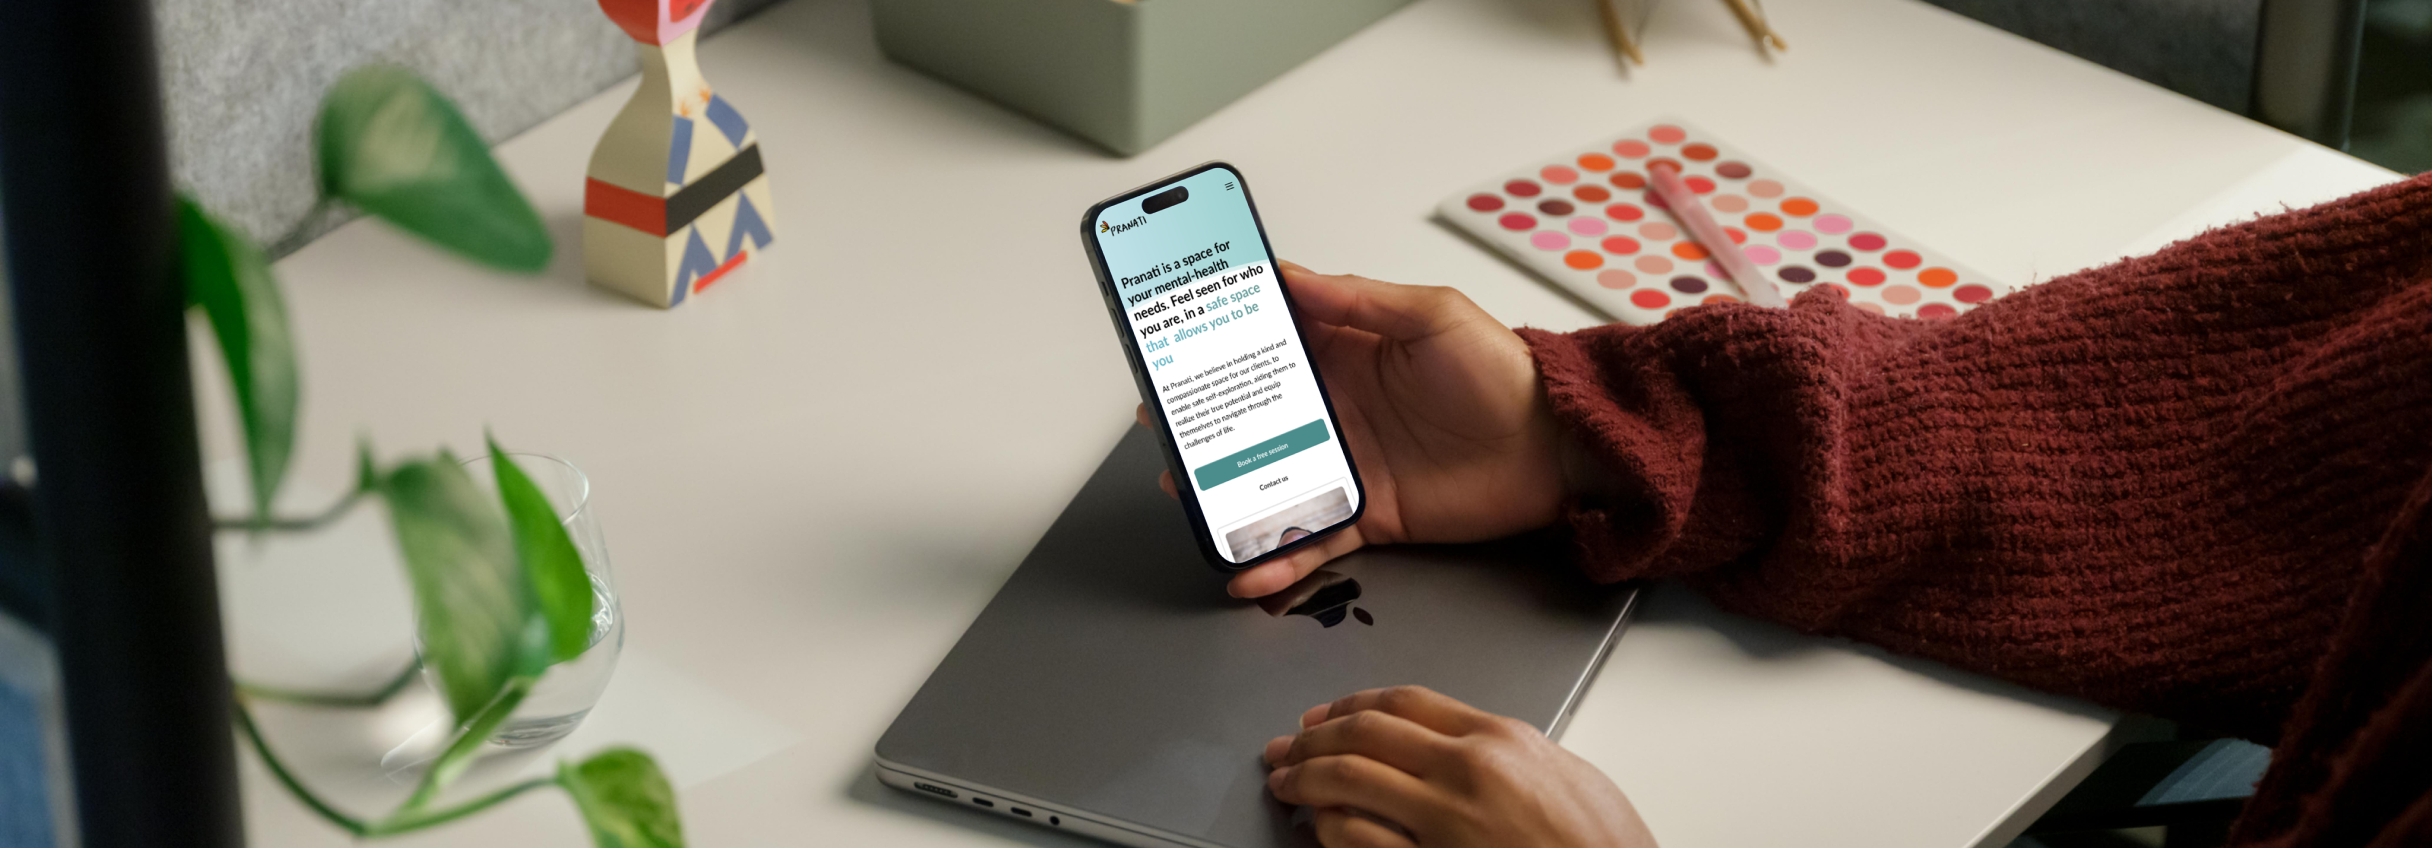 PRANATI
Pranati is a space for
your mental-health
needs. Feel seen for who
you are, in a safe space
that allows you to be
you
At Pranati, we believe in holding a kind and
compassionate space for our clients, to
enable safe self-exploration, aiding them to
realize their true potential and equip
themselves to navigate through the
challenges of life.
Book a free session
Contact us